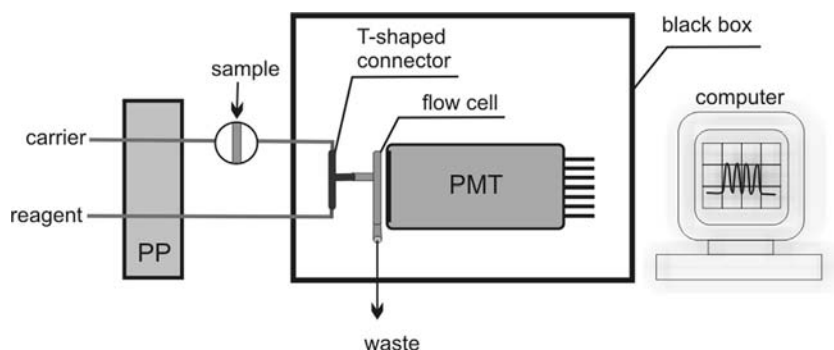 T-shaped
connector
black box
sample
flow cell
computer
carrier
PMT
reagent
PP
waste